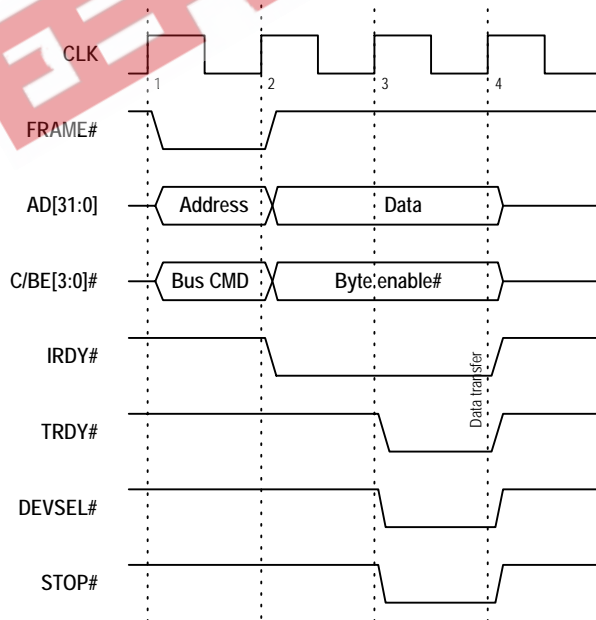 CLK
1 2 3 4
FRAME#
AD[31:0] Address Data
C/BE[3:0]# Bus CMD Byte enable#
IRDY#
Data transfer
TRDY#
DEVSEL#
STOP#